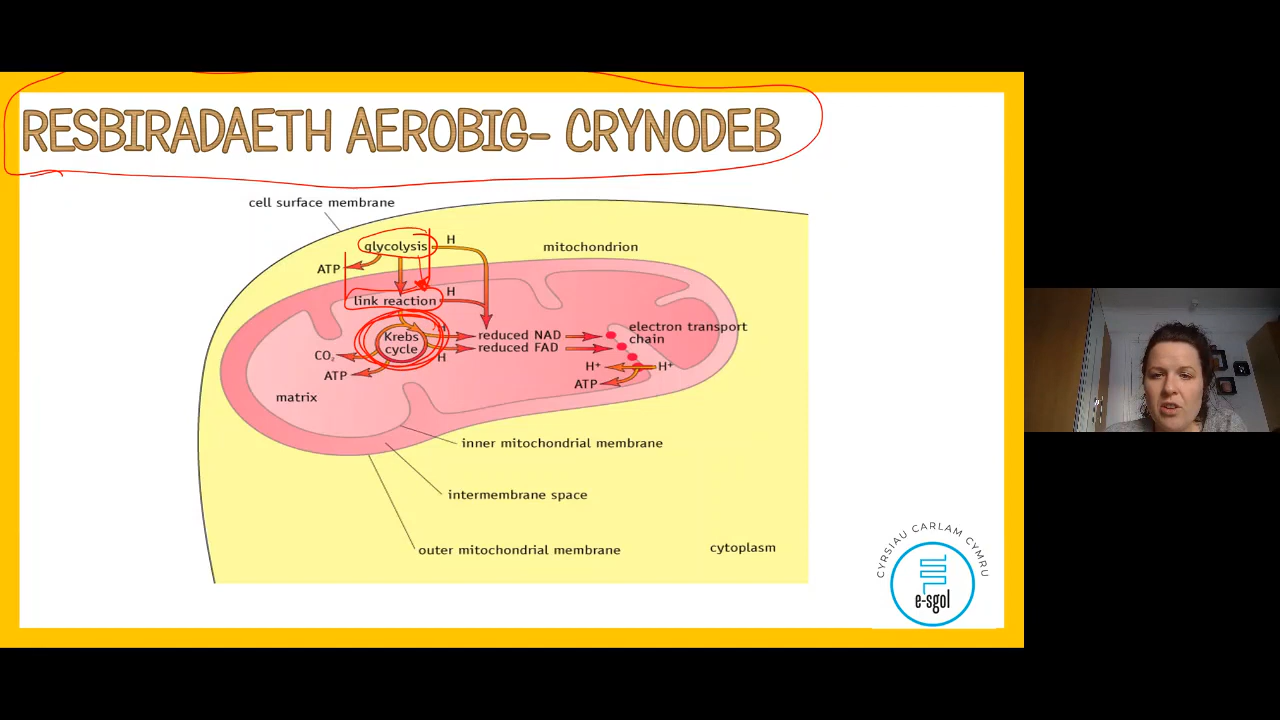 RESBIRADAETH AEROBIG- CRYNODEB
cell surface membrane
glycolysis
H
mitochondrion
ATP
link reaction
H
Krebs
cycle
H
reduced NAD
reduced FAD
H
electron transport
chain
CO₂
ATP
H⁺
H⁺
ATP
matrix
inner mitochondrial membrane
intermembrane space
outer mitochondrial membrane
cytoplasm
CYRSIAU CARLAM CYMRU
e-sgol